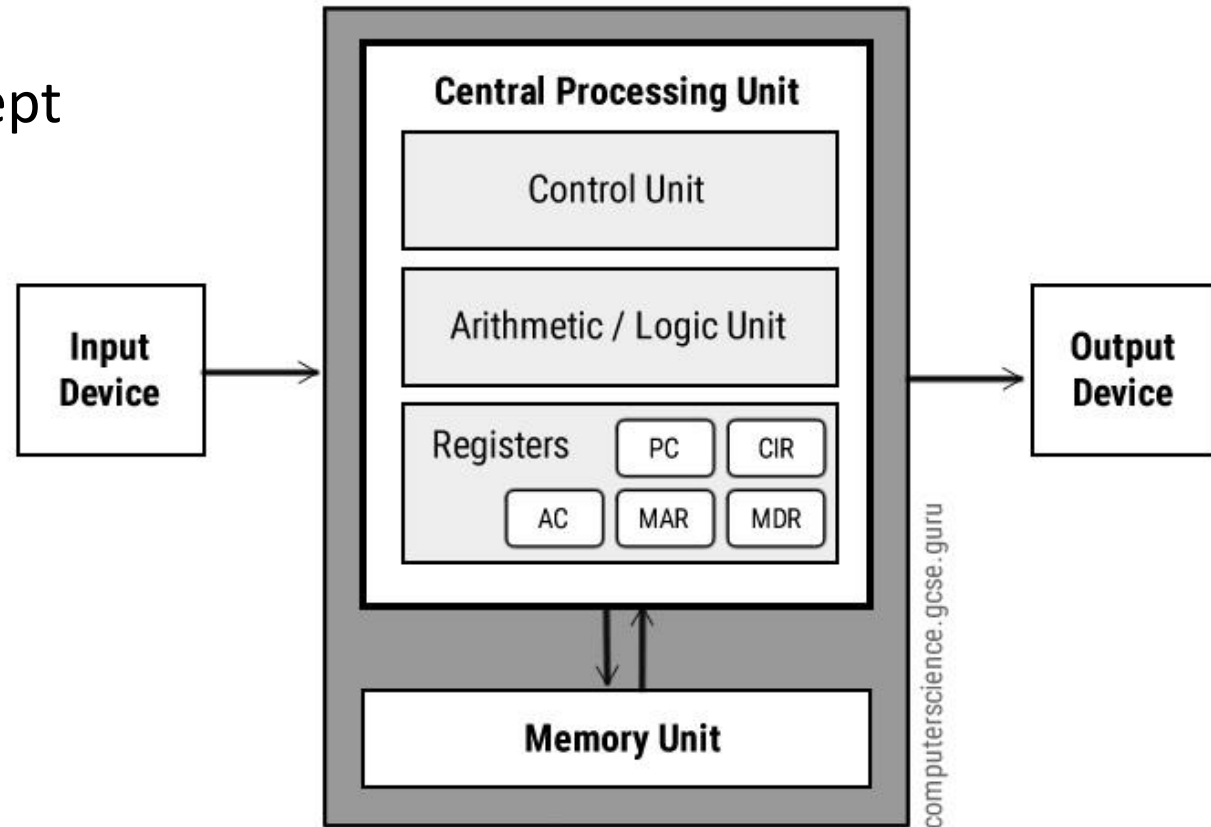 ept
Central Processing Unit
Control Unit
Arithmetic / Logic Unit
Input
Device
Output
Device
Registers
PC
CIR
AC
MAR
MDR
Memory Unit
computerscience.gcse.guru